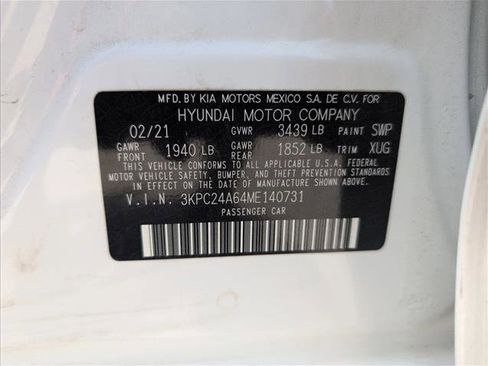 MFD. BY KIA MOTORS MEXICO S.A. DE C.V. FOR
HYUNDAI MOTOR COMPANY
02/21 GVWR 3439 LB PAINT SWP
GAWR FRONT 1940 LB GAWR REAR 1852 LB TRIM XUG
THIS VEHICLE CONFORMS TO ALL APPLICABLE U.S.A. FEDERAL
MOTOR VEHICLE SAFETY, BUMPER, AND THEFT PREVENTION
STANDARDS IN EFFECT ON THE DATE OF MANUFACTURE SHOWN ABOVE.
V.I.N. 3KPC24A64ME140731
PASSENGER CAR